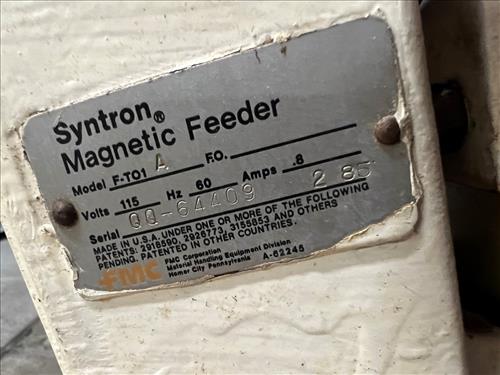 Syntron®
Magnetic Feeder
Model F-TO1 A F.O.
Volts 115 Hz 60 Amps .8
Serial QQ-64409 2 85
MADE IN U.S.A. UNDER ONE OR MORE OF THE FOLLOWING
PATENTS: 2918590, 2926773, 3155853 AND OTHERS
PENDING. PATENTED IN OTHER COUNTRIES.
FMC FMC Corporation
Material Handling Equipment Division
Homer City Pennsylvania A-62245